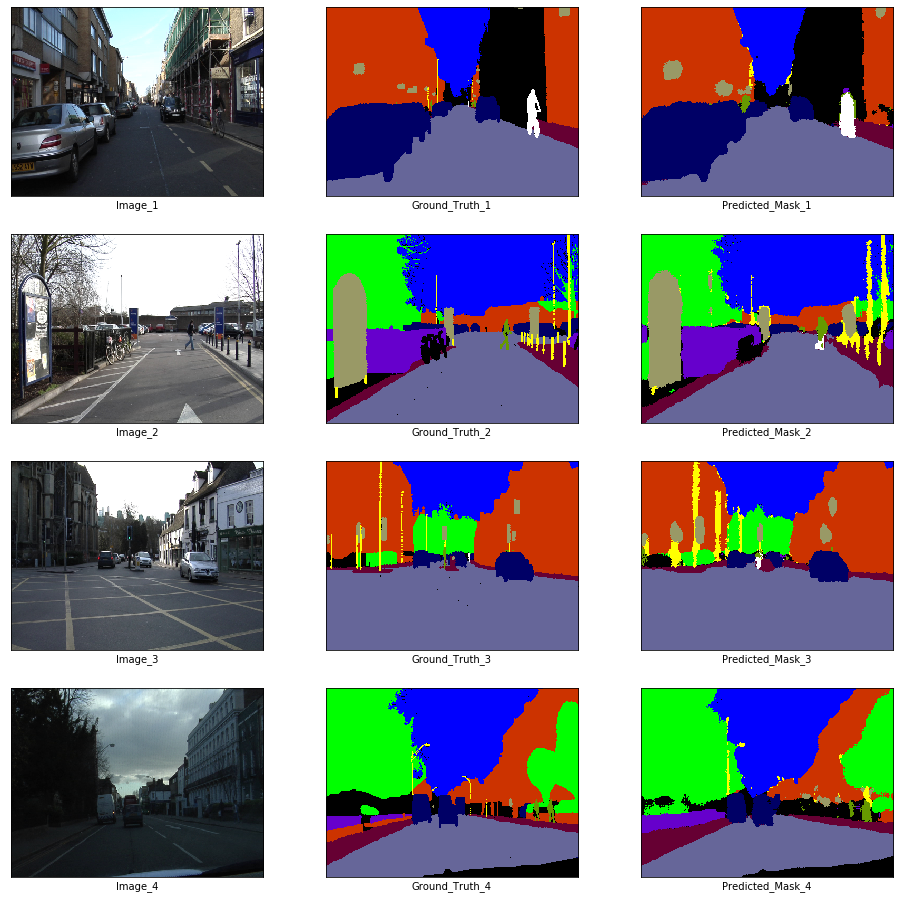 Image_1 Ground_Truth_1 Predicted_Mask_1
Image_2 Ground_Truth_2 Predicted_Mask_2
Image_3 Ground_Truth_3 Predicted_Mask_3
Image_4 Ground_Truth_4 Predicted_Mask_4